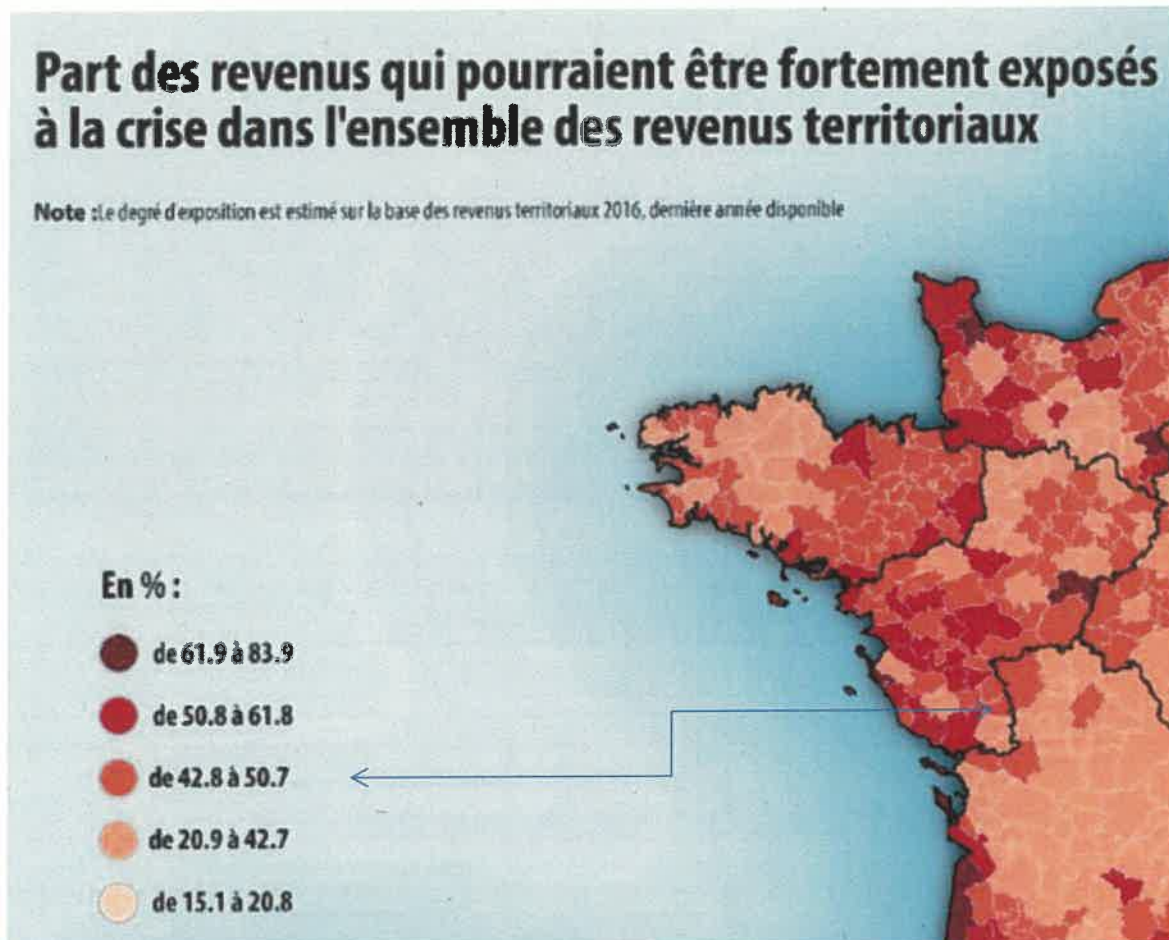 Part des revenus qui pourraient être fortement exposés
à la crise dans l'ensemble des revenus territoriaux
Note :Le degré d'exposition est estimé sur la base des revenus territoriaux 2016, dernière année disponible
En % :
de 61.9 à 83.9
de 50.8 à 61.8
de 42.8 à 50.7
de 20.9 à 42.7
de 15.1 à 20.8